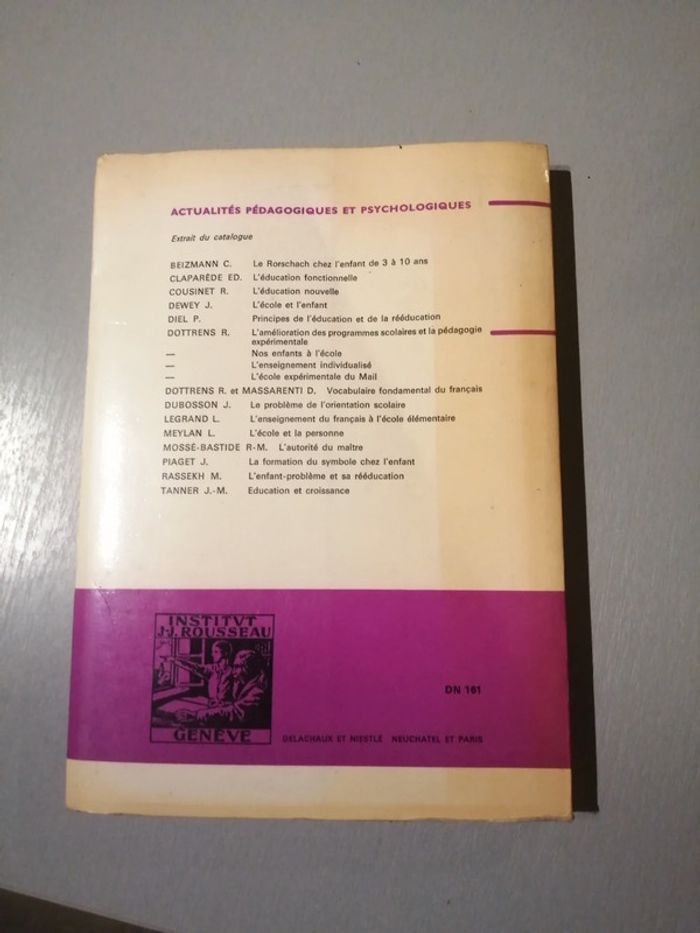 ACTUALITÉS PÉDAGOGIQUES ET PSYCHOLOGIQUES
Extrait du catalogue
BEIZMANN C. Le Rorschach chez l'enfant de 3 à 10 ans
CLAPARÈDE ED. L'éducation fonctionnelle
COUSINET R. L'éducation nouvelle
DEWEY J. L'école et l'enfant
DIEL P. Principes de l'éducation et de la rééducation
DOTTRENS R. L'amélioration des programmes scolaires et la pédagogie
expérimentale
— Nos enfants à l'école
— L'enseignement individualisé
— L'école expérimentale du Mail
DOTTRENS R. et MASSARENTI D. Vocabulaire fondamental du français
DUBOSSON J. Le problème de l'orientation scolaire
LEGRAND L. L'enseignement du français à l'école élémentaire
MEYLAN L. L'école et la personne
MOSSÉ-BASTIDE R-M. L'autorité du maître
PIAGET J. La formation du symbole chez l'enfant
RASSEKH M. L'enfant-problème et sa rééducation
TANNER J.-M. Education et croissance
INSTITVT
J-J. ROUSSEAU
GENÈVE
DN 161
DELACHAUX ET NIESTLÉ NEUCHATEL ET PARIS